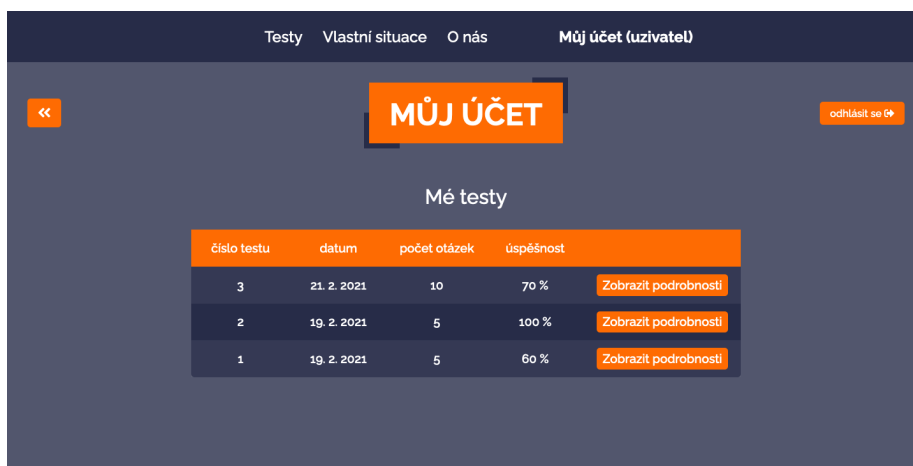 Testy Vlastní situace O nás Můj účet (uzivatel)
MŮJ ÚČET
odhlásit se
Mé testy
číslo testu datum počet otázek úspěšnost
3 21. 2. 2021 10 70 % Zobrazit podrobnosti
2 19. 2. 2021 5 100 % Zobrazit podrobnosti
1 19. 2. 2021 5 60 % Zobrazit podrobnosti